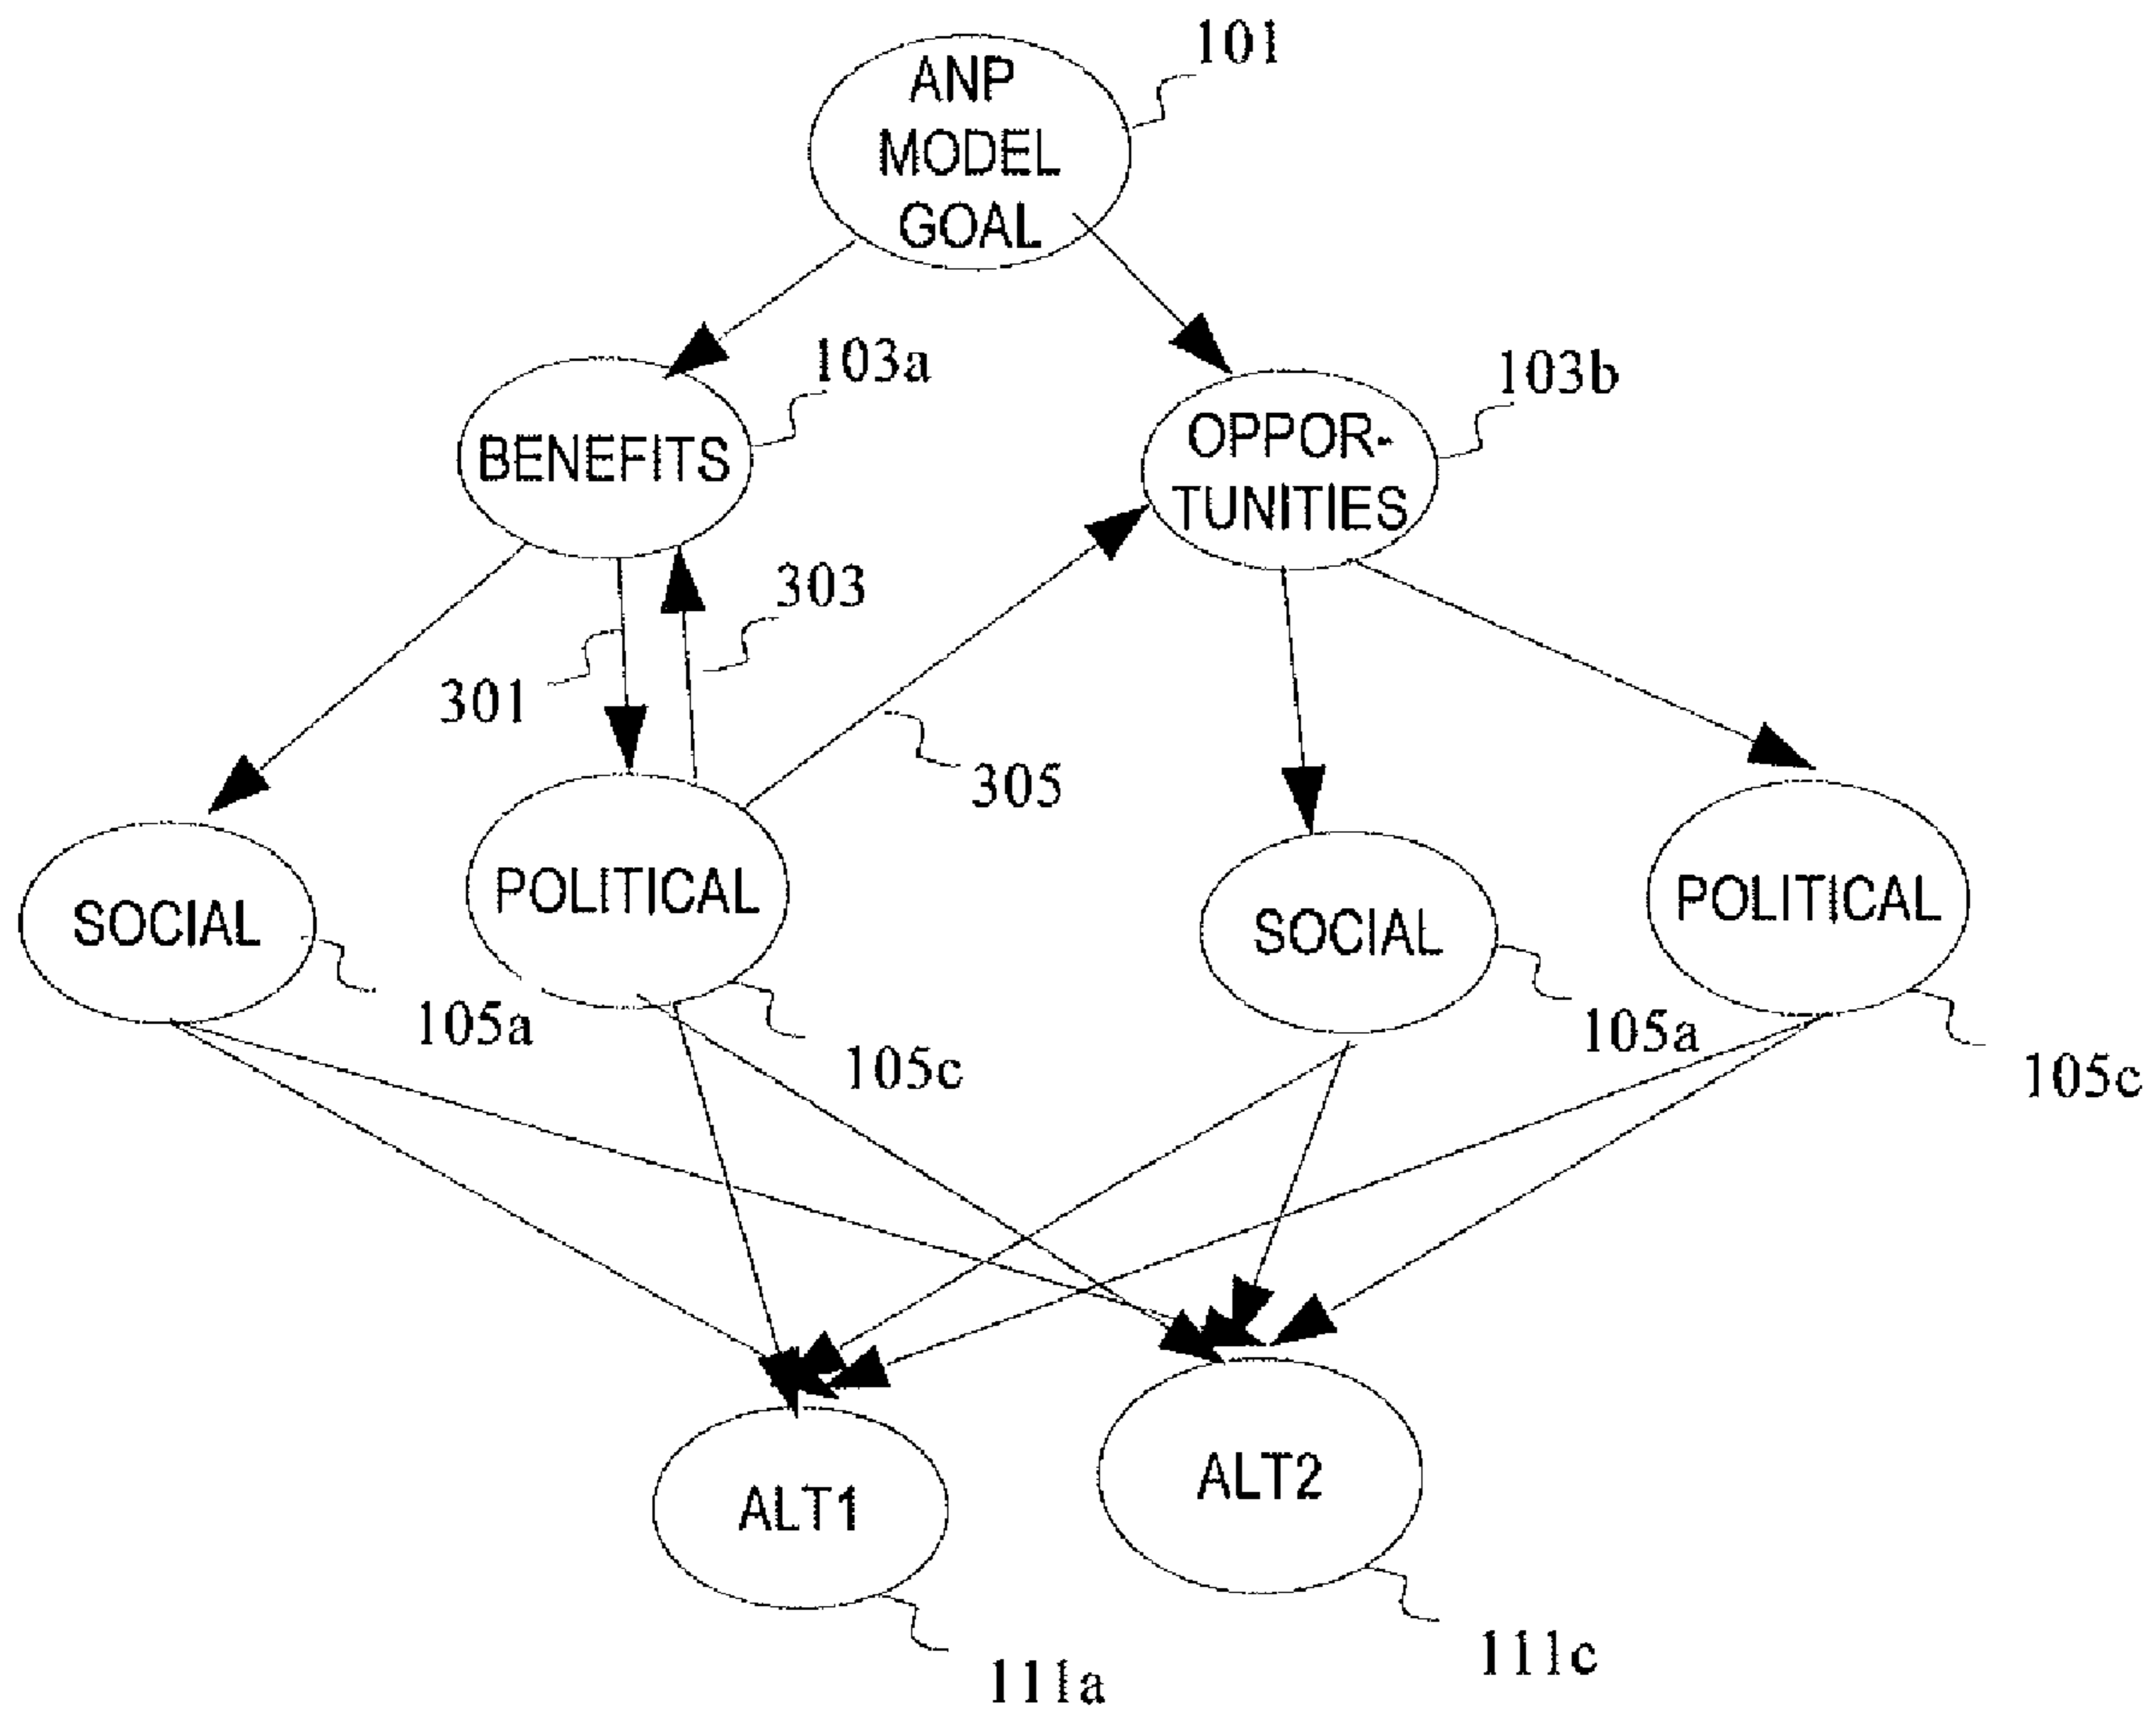 101
ANP
MODEL
GOAL
103a
103b
BENEFITS
OPPOR-
TUNITIES
303
301
305
SOCIAL
POLITICAL
SOCIAL
POLITICAL
105a
105c
105a
105c
ALT1
ALT2
111a
111c